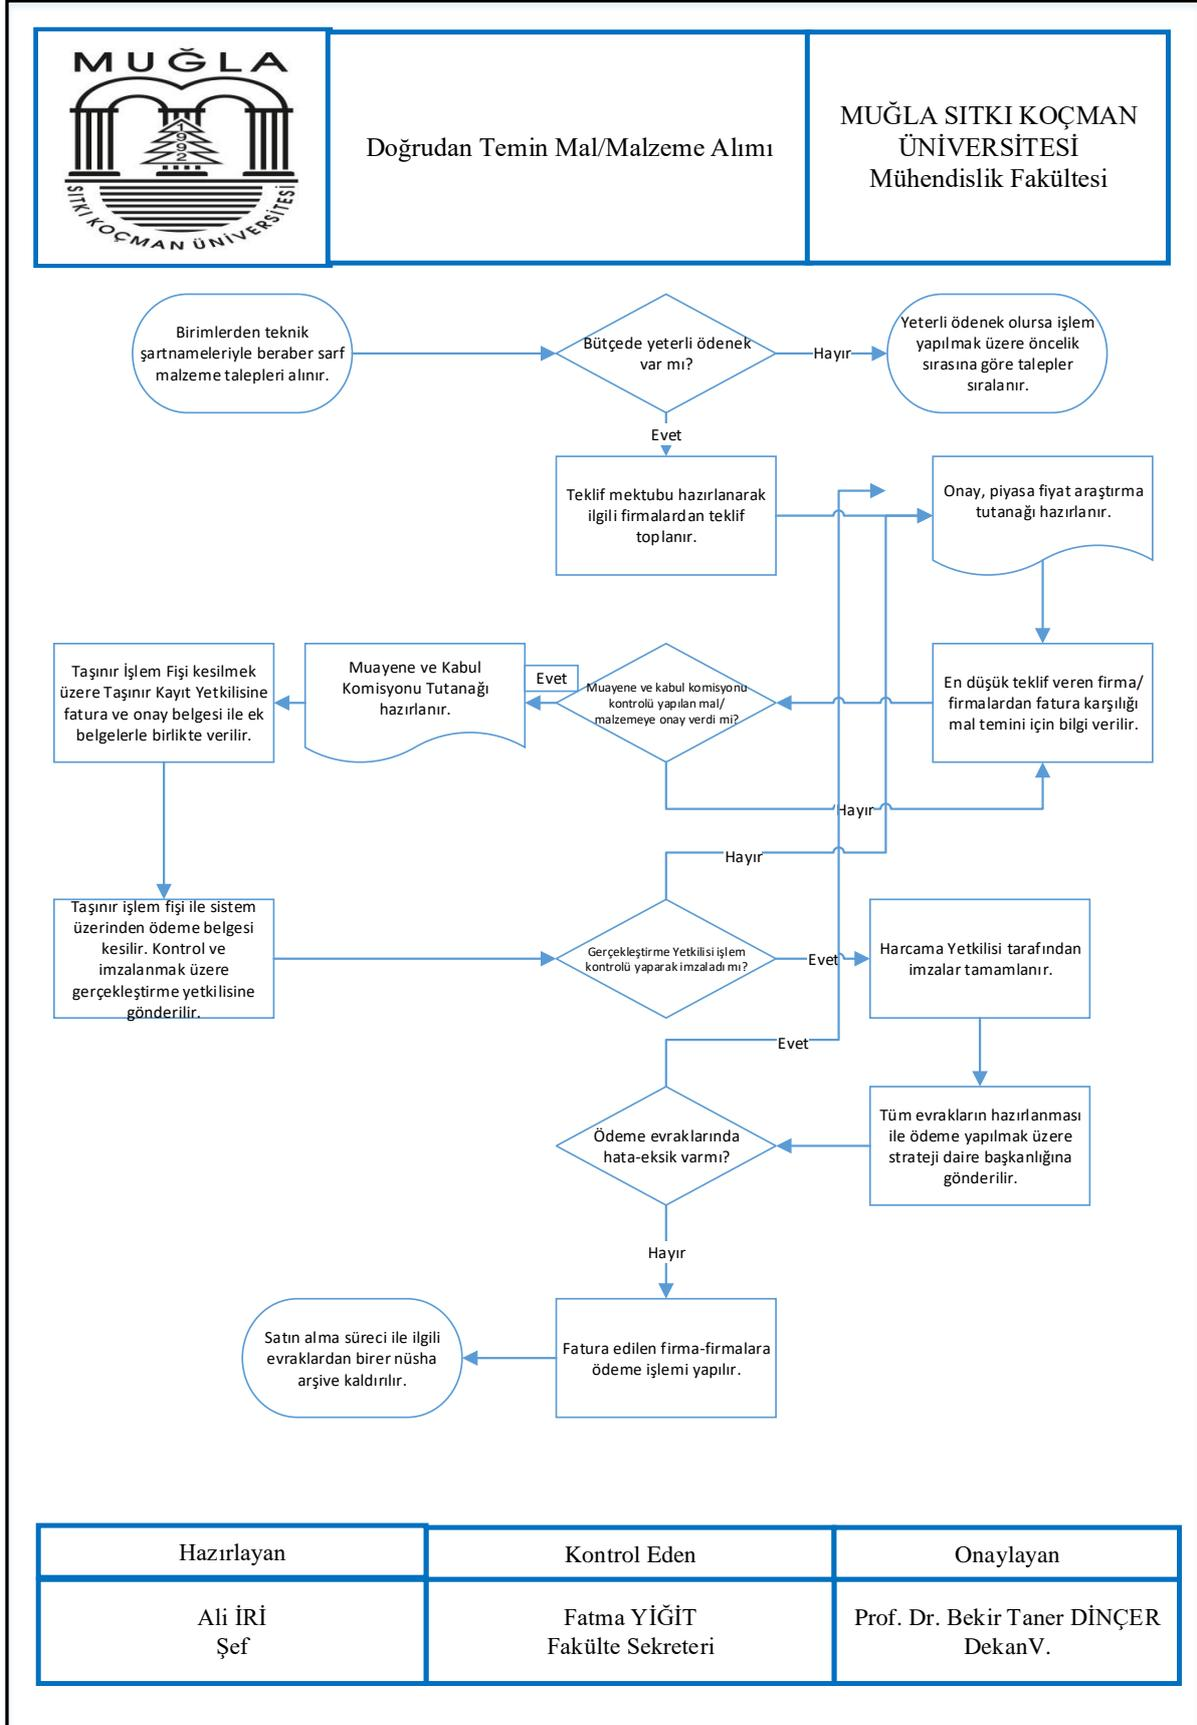 MUĞLA
1992
SITKI KOÇMAN ÜNİVERSİTESİ
Doğrudan Temin Mal/Malzeme Alımı
MUĞLA SITKI KOÇMAN
ÜNİVERSİTESİ
Mühendislik Fakültesi
Birimlerden teknik
şartnameleriyle beraber sarf
malzeme talepleri alınır.
Bütçede yeterli ödenek
var mı?
Hayır
Yeterli ödenek olursa işlem
yapılmak üzere öncelik
sırasına göre talepler
sıralanır.
Evet
Teklif mektubu hazırlanarak
ilgili firmalardan teklif
toplanır.
Onay, piyasa fiyat araştırma
tutanağı hazırlanır.
Taşınır İşlem Fişi kesilmek
üzere Taşınır Kayıt Yetkilisine
fatura ve onay belgesi ile ek
belgelerle birlikte verilir.
Muayene ve Kabul
Komisyonu Tutanağı
hazırlanır.
Evet
Muayene ve kabul komisyonu
kontrolü yapılan mal/
malzemeye onay verdi mi?
En düşük teklif veren firma/
firmalardan fatura karşılığı
mal temini için bilgi verilir.
Hayır
Hayır
Taşınır işlem fişi ile sistem
üzerinden ödeme belgesi
kesilir. Kontrol ve
imzalanmak üzere
gerçekleştirme yetkilisine
gönderilir.
Gerçekleştirme Yetkilisi işlem
kontrolü yaparak imzaladı mı?
Evet
Harcama Yetkilisi tarafından
imzalar tamamlanır.
Evet
Ödeme evraklarında
hata-eksik varmı?
Tüm evrakların hazırlanması
ile ödeme yapılmak üzere
strateji daire başkanlığına
gönderilir.
Hayır
Satın alma süreci ile ilgili
evraklardan birer nüsha
arşive kaldırılır.
Fatura edilen firma-firmalara
ödeme işlemi yapılır.
Hazırlayan
Kontrol Eden
Onaylayan
Ali İRİ
Şef
Fatma YİĞİT
Fakülte Sekreteri
Prof. Dr. Bekir Taner DİNÇER
DekanV.